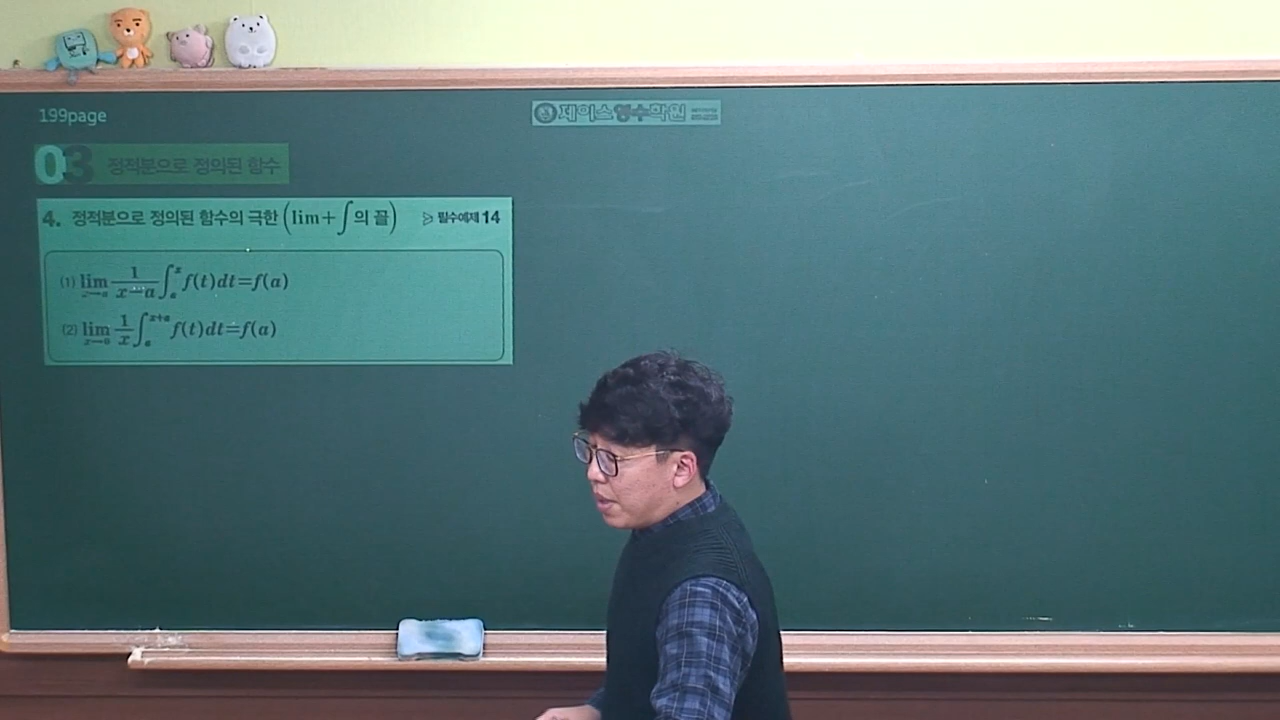 199page
제이스영수학원
03 정적분으로 정의된 함수
4. 정적분으로 정의된 함수의 극한 (lim+∫의 꼴) ▷ 필수예제 14
(1) lim x→a 1/(x−a) ∫_a^x f(t)dt=f(a)
(2) lim x→0 1/x ∫_a^{x+a} f(t)dt=f(a)